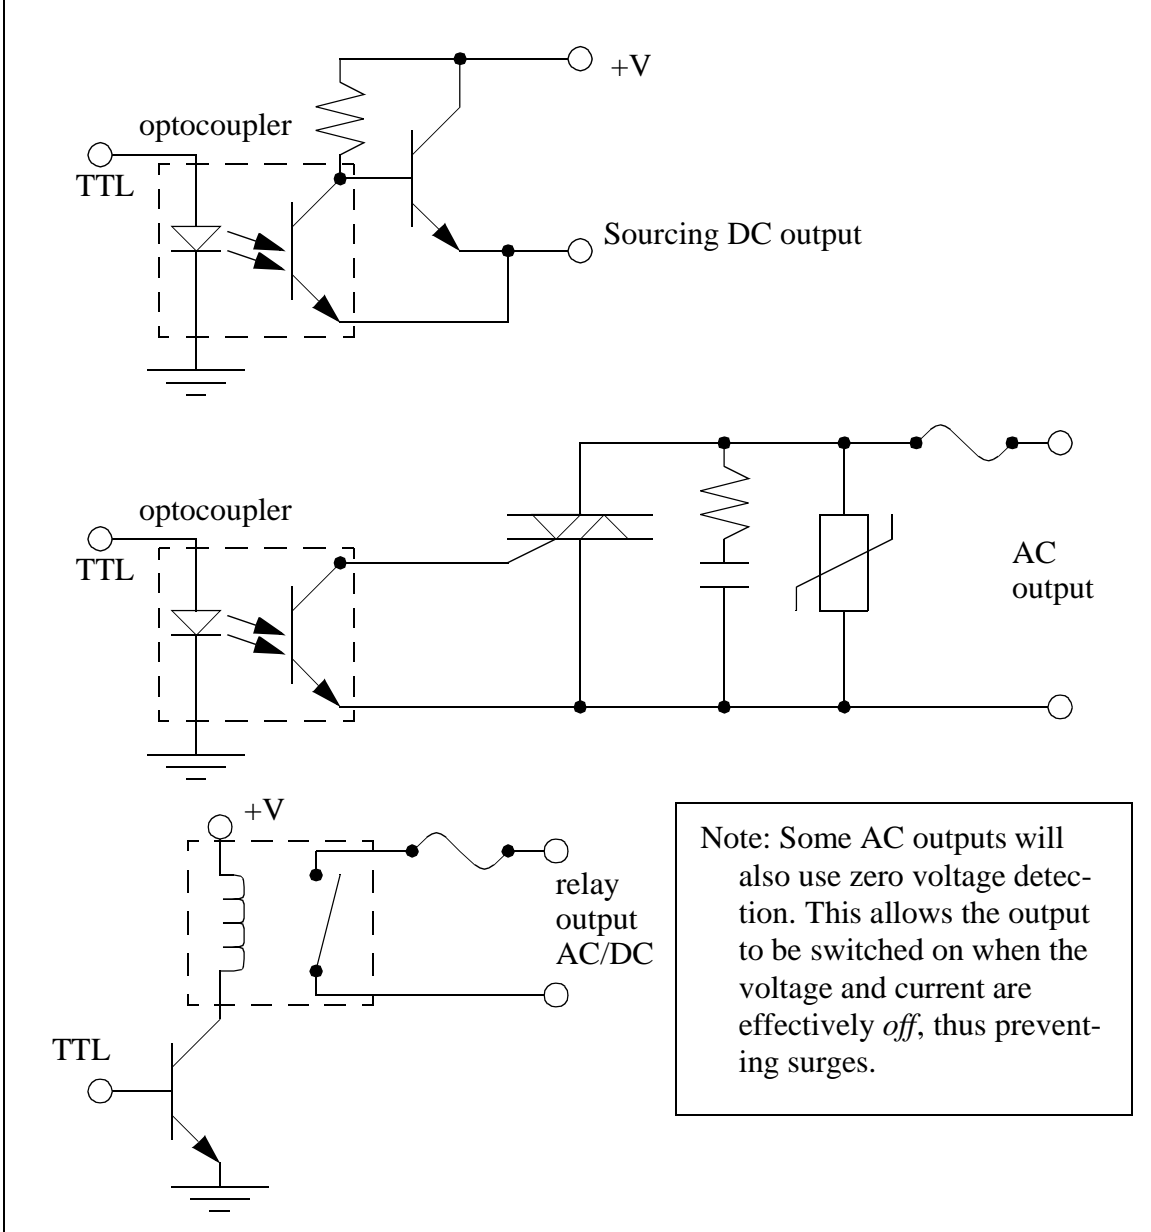 +V
optocoupler
TTL
Sourcing DC output
optocoupler
TTL
AC
output
+V
relay
output
AC/DC
TTL
Note: Some AC outputs will
also use zero voltage detec-
tion. This allows the output
to be switched on when the
voltage and current are
effectively off, thus prevent-
ing surges.